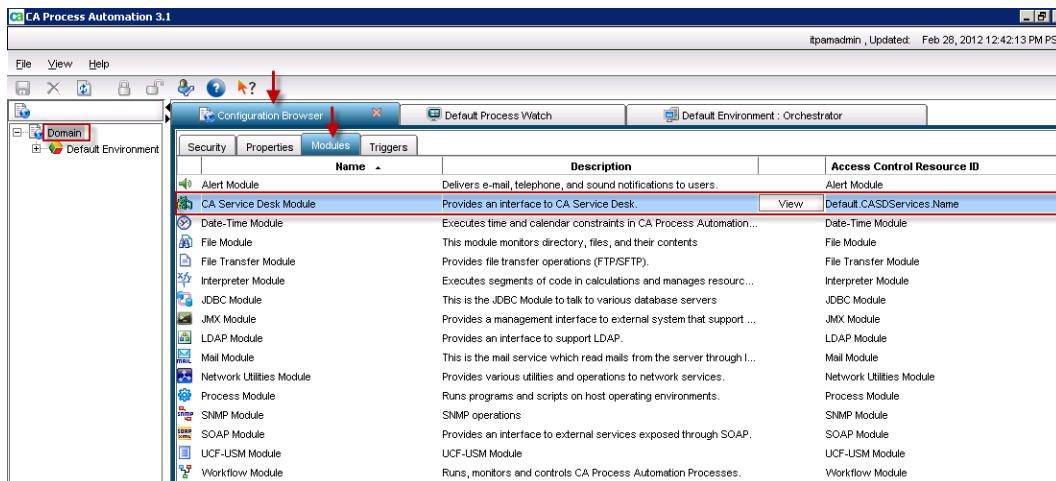 ca CA Process Automation 3.1
itpamadmin , Updated: Feb 28, 2012 12:42:13 PM PS
File View Help
Configuration Browser Default Process Watch Default Environment : Orchestrator
Domain
Default Environment
Security Properties Modules Triggers
Name Description Access Control Resource ID
Alert Module Delivers e-mail, telephone, and sound notifications to users. Alert Module
CA Service Desk Module Provides an interface to CA Service Desk. View Default.CASDServices.Name
Date-Time Module Executes time and calendar constraints in CA Process Automation... Date-Time Module
File Module This module monitors directory, files, and their contents File Module
File Transfer Module Provides file transfer operations (FTP/SFTP). File Transfer Module
Interpreter Module Executes segments of code in calculations and manages resourc... Interpreter Module
JDBC Module This is the JDBC Module to talk to various database servers JDBC Module
JMX Module Provides a management interface to external system that support ... JMX Module
LDAP Module Provides an interface to support LDAP. LDAP Module
Mail Module This is the mail service which read mails from the server through I... Mail Module
Network Utilities Module Provides various utilities and operations to network services. Network Utilities Module
Process Module Runs programs and scripts on host operating environments. Process Module
SNMP Module SNMP operations SNMP Module
SOAP Module Provides an interface to external services exposed through SOAP. SOAP Module
UCF-USM Module UCF-USM Module UCF-USM Module
Workflow Module Runs, monitors and controls CA Process Automation Processes. Workflow Module